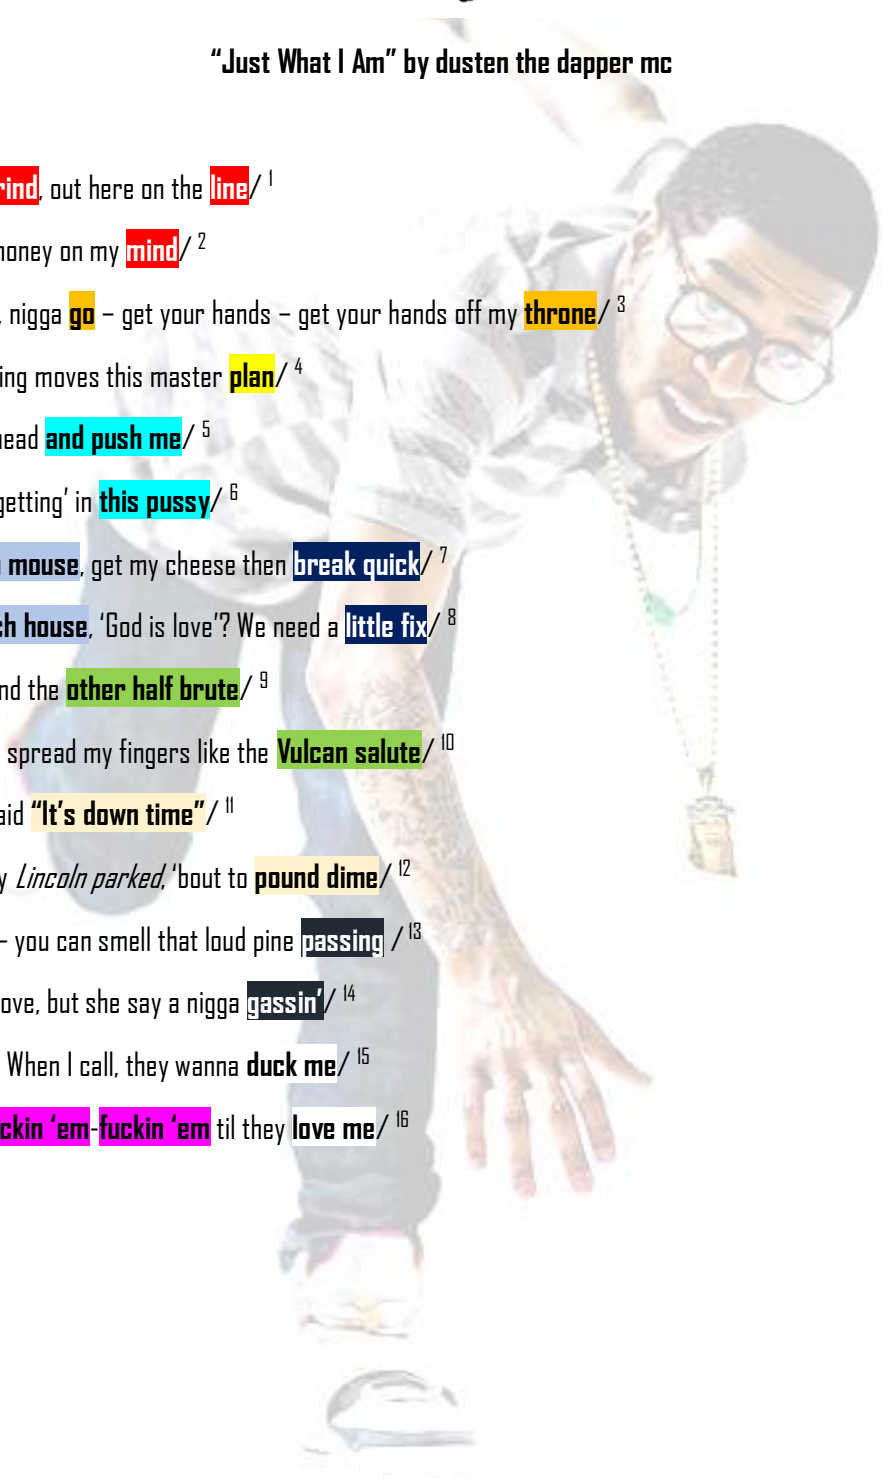 “Just What I Am” by dusten the dapper mc
rind, out here on the line/ 1
money on my mind/ 2
, nigga go – get your hands – get your hands off my throne/ 3
ing moves this master plan/ 4
head and push me/ 5
getting’ in this pussy/ 6
mouse, get my cheese then break quick/ 7
ch house, ‘God is love’? We need a little fix/ 8
nd the other half brute/ 9
spread my fingers like the Vulcan salute/ 10
aid “It’s down time”/ 11
y Lincoln parked, ‘bout to pound dime/ 12
– you can smell that loud pine passing / 13
ove, but she say a nigga gassin’/ 14
When I call, they wanna duck me/ 15
ckin ‘em-fuckin ‘em til they love me/ 16